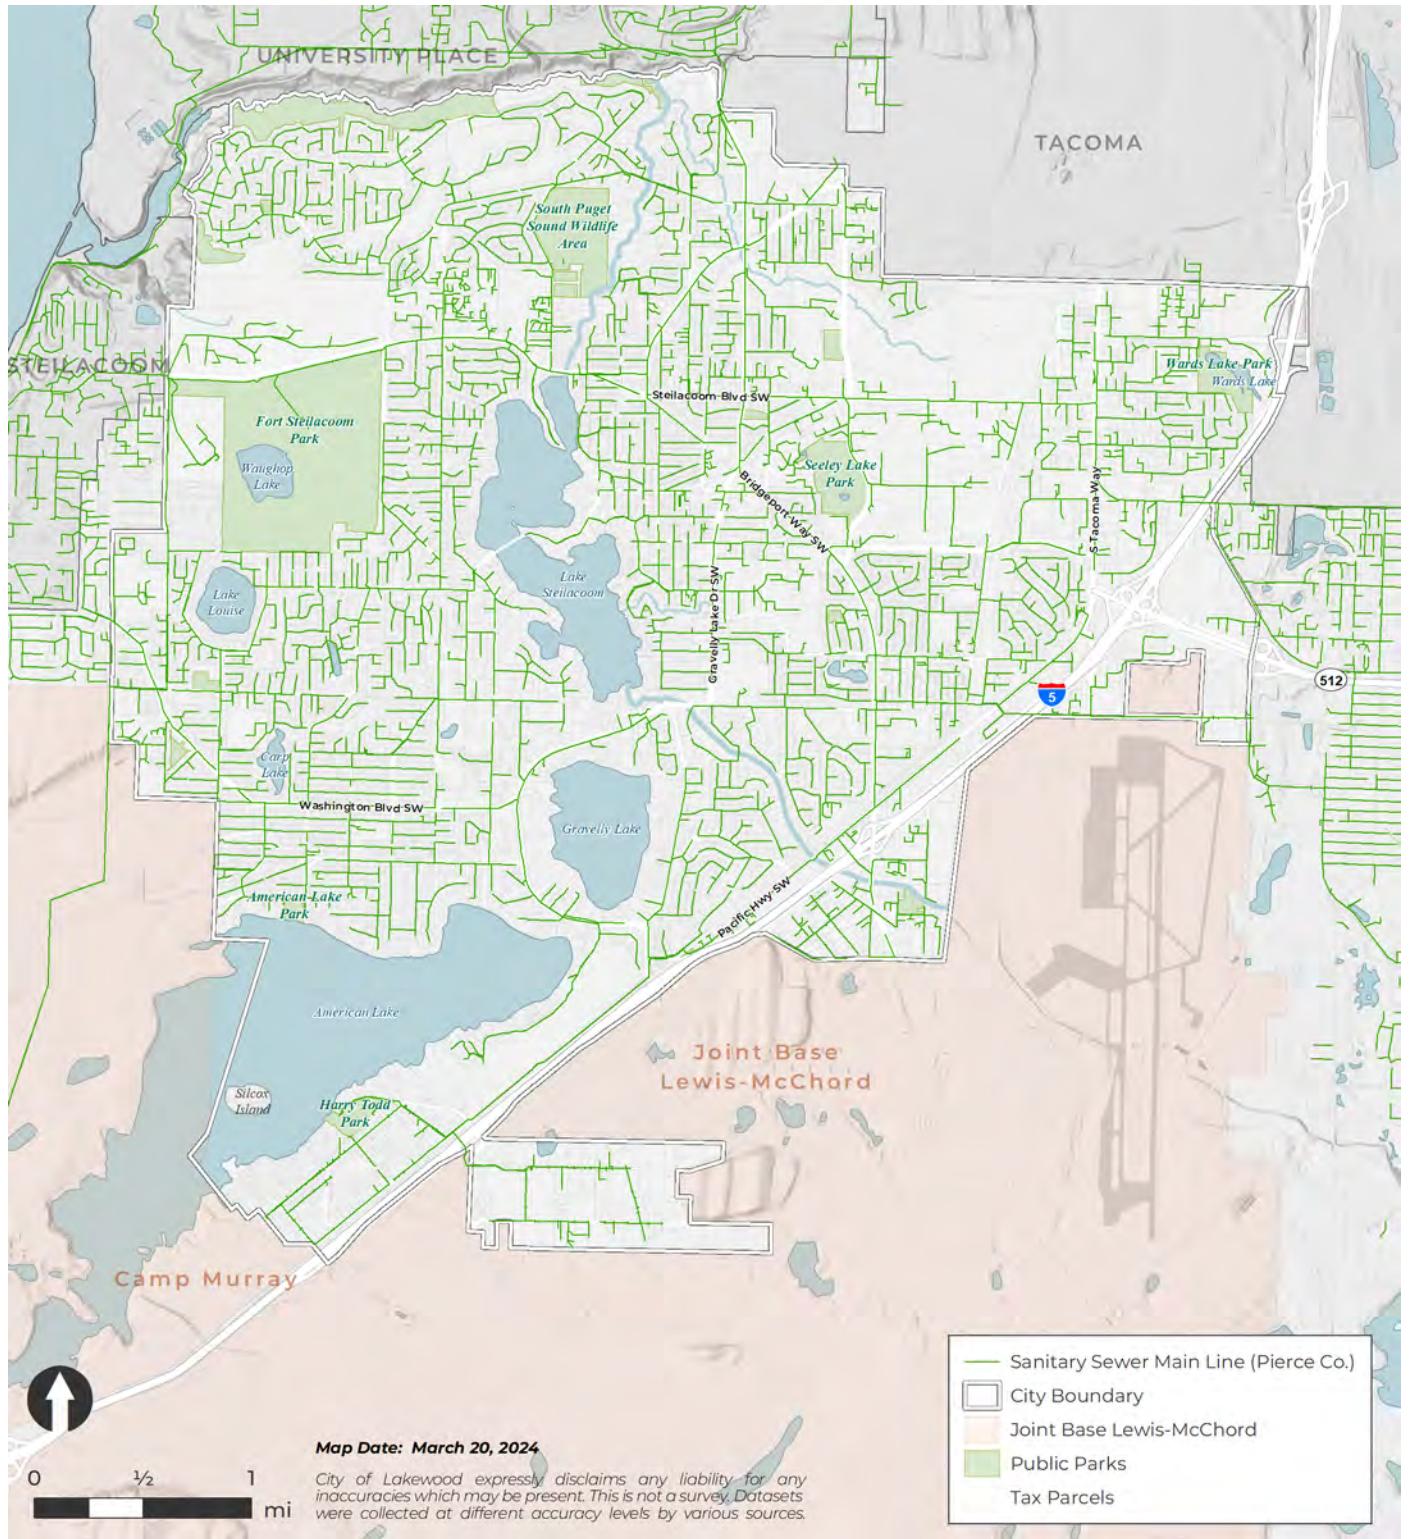 UNIVERSITY PLACE
TACOMA
South Puget
Sound Wildlife
Area
STEILACOOM
Wards Lake Park
Wards Lake
Steilacoom Blvd SW
Fort Steilacoom
Park
Waughop
Lake
Seeley Lake
Park
Bridgeport Way SW
S Tacoma Way
Lake
Steilacoom
Gravelly Lake Dr SW
Lake
Louise
512
5
Carp
Lake
Washington Blvd SW
Gravelly Lake
American Lake
Park
Pacific Hwy SW
American Lake
Joint Base
Lewis-McChord
Silcox
Island
Harry Todd
Park
Camp Murray
Sanitary Sewer Main Line (Pierce Co.)
City Boundary
Joint Base Lewis-McChord
Public Parks
Tax Parcels
Map Date: March 20, 2024
0 ½ 1
mi
City of Lakewood expressly disclaims any liability for any
inaccuracies which may be present. This is not a survey. Datasets
were collected at different accuracy levels by various sources.